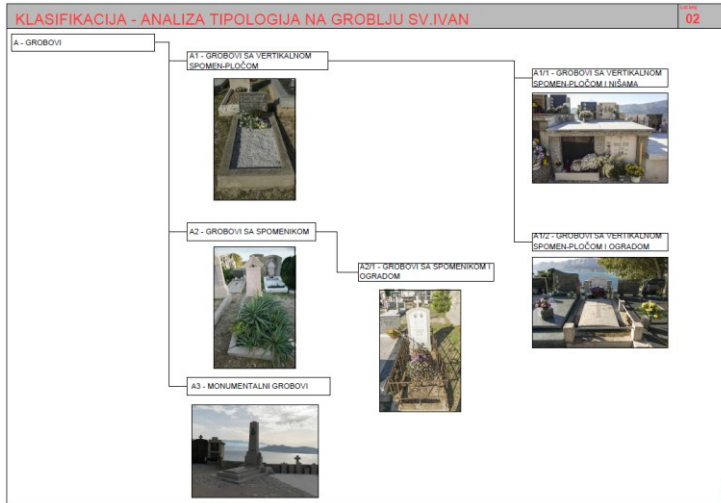 KLASIFIKACIJA - ANALIZA TIPOLOGIJA NA GROBLJU SV.IVAN
02
A - GROBOVI
A1 - GROBOVI SA VERTIKALNOM
SPOMEN-PLOČOM
A1/1 - GROBOVI SA VERTIKALNOM
SPOMEN-PLOČOM I NIŠAMA
A2 - GROBOVI SA SPOMENIKOM
A1/2 - GROBOVI SA VERTIKALNOM
SPOMEN-PLOČOM I OGRADOM
A2/1 - GROBOVI SA SPOMENIKOM I
OGRADOM
A3 - MONUMENTALNI GROBOVI